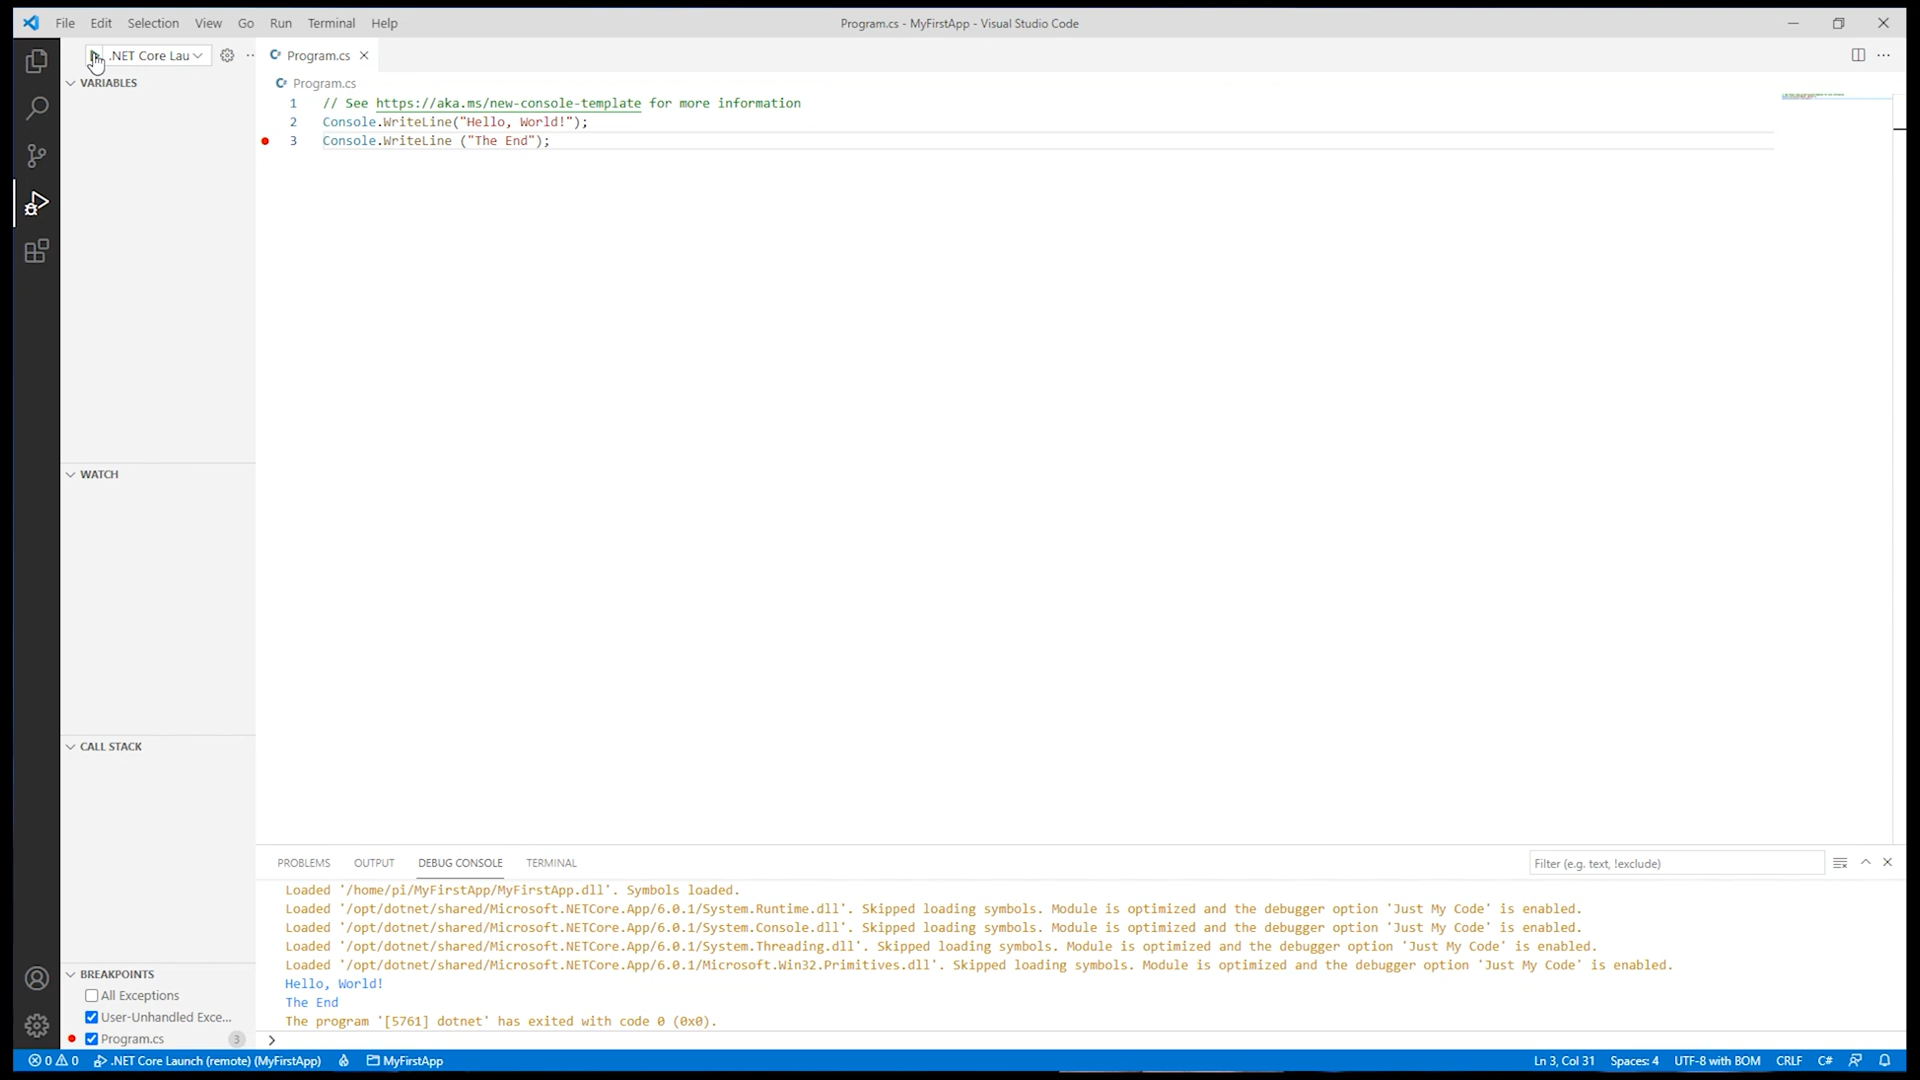 File Edit Selection View Go Run Terminal Help
Program.cs - MyFirstApp - Visual Studio Code
.NET Core Lau
Program.cs
VARIABLES
Program.cs
1 // See https://aka.ms/new-console-template for more information
2 Console.WriteLine("Hello, World!");
3 Console.WriteLine ("The End");
WATCH
CALL STACK
BREAKPOINTS
All Exceptions
User-Unhandled Exce...
Program.cs 3
PROBLEMS OUTPUT DEBUG CONSOLE TERMINAL
Filter (e.g. text, !exclude)
Loaded '/home/pi/MyFirstApp/MyFirstApp.dll'. Symbols loaded.
Loaded '/opt/dotnet/shared/Microsoft.NETCore.App/6.0.1/System.Runtime.dll'. Skipped loading symbols. Module is optimized and the debugger option 'Just My Code' is enabled.
Loaded '/opt/dotnet/shared/Microsoft.NETCore.App/6.0.1/System.Console.dll'. Skipped loading symbols. Module is optimized and the debugger option 'Just My Code' is enabled.
Loaded '/opt/dotnet/shared/Microsoft.NETCore.App/6.0.1/System.Threading.dll'. Skipped loading symbols. Module is optimized and the debugger option 'Just My Code' is enabled.
Loaded '/opt/dotnet/shared/Microsoft.NETCore.App/6.0.1/Microsoft.Win32.Primitives.dll'. Skipped loading symbols. Module is optimized and the debugger option 'Just My Code' is enabled.
Hello, World!
The End
The program '[5761] dotnet' has exited with code 0 (0x0).
0 0 .NET Core Launch (remote) (MyFirstApp) MyFirstApp
Ln 3, Col 31 Spaces: 4 UTF-8 with BOM CRLF C#